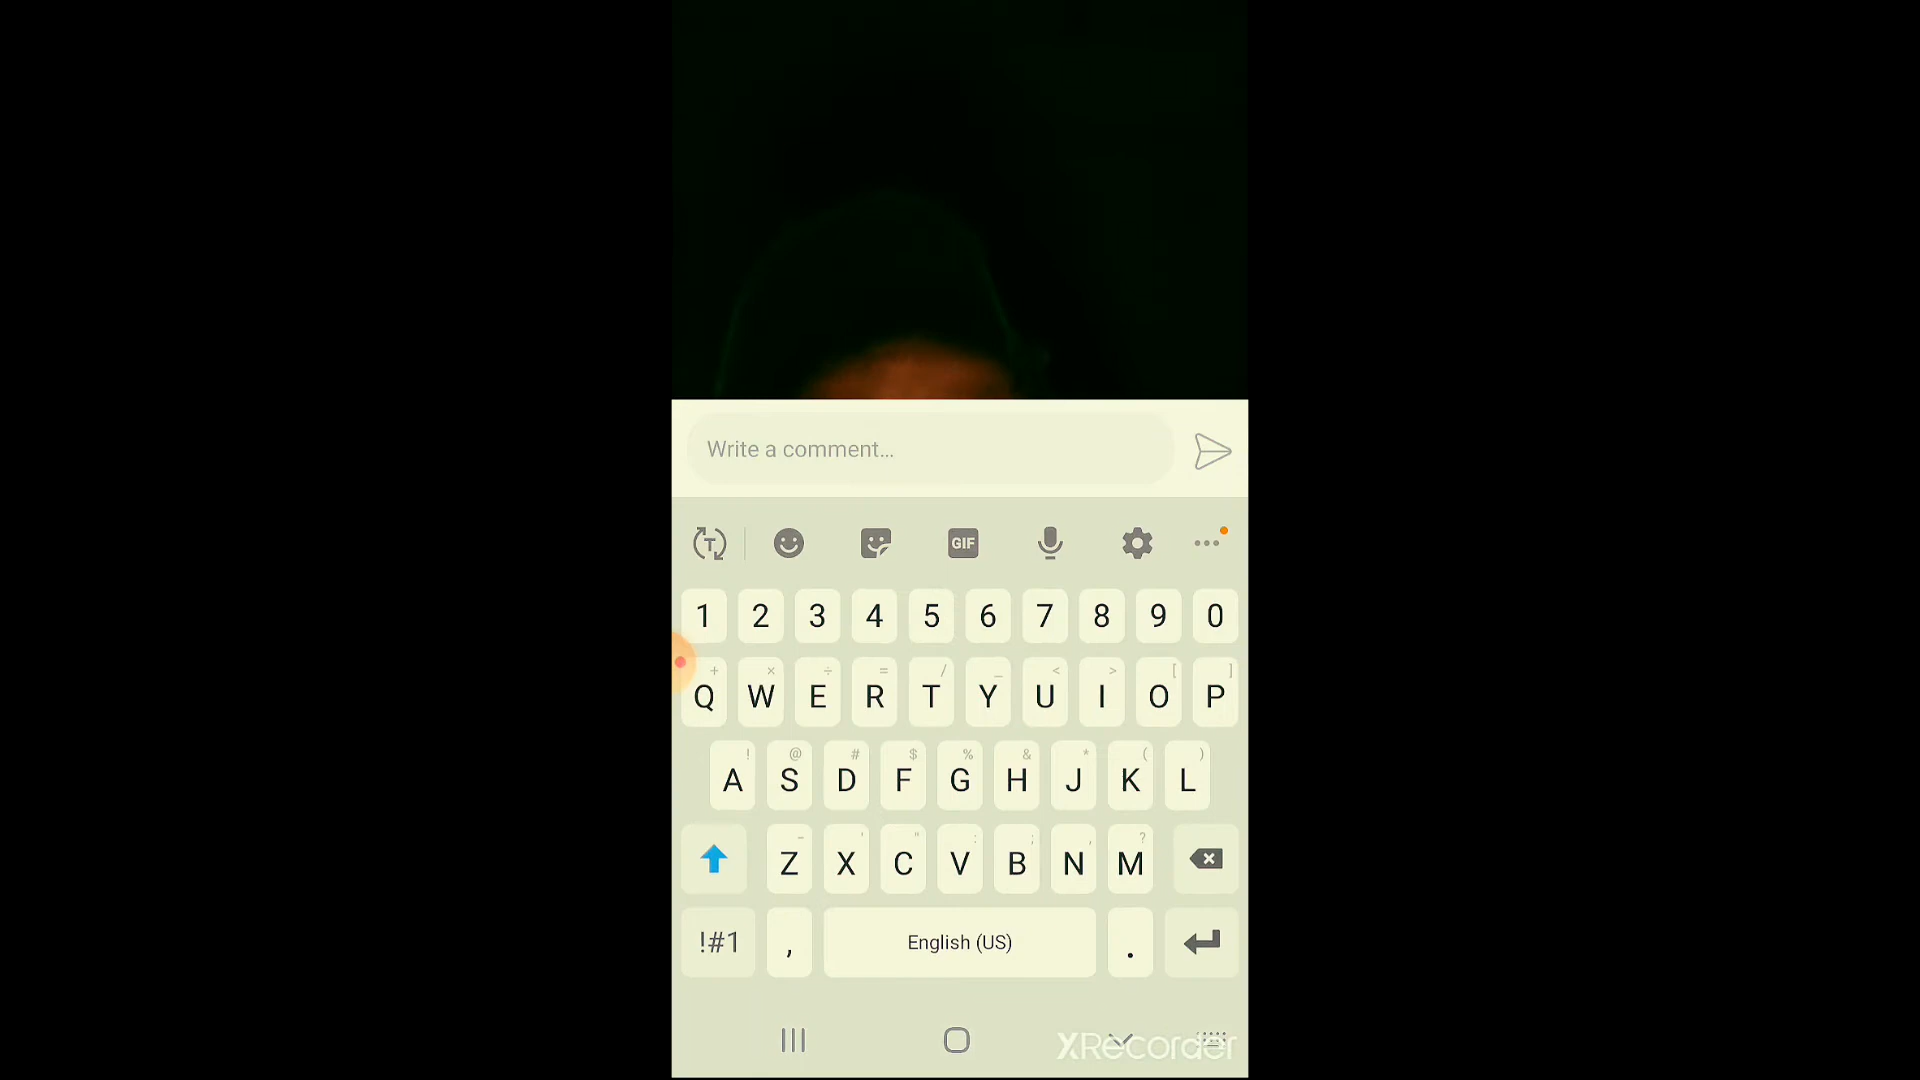 Write a comment...
T GIF
1 2 3 4 5 6 7 8 9 0
+ × ÷ = / _ < > [ ]
Q W E R T Y U I O P
! @ # $ % & * ( )
A S D F G H J K L
- ' " : ; , ?
Z X C V B N M
!#1 , English (US) .
XRecorder